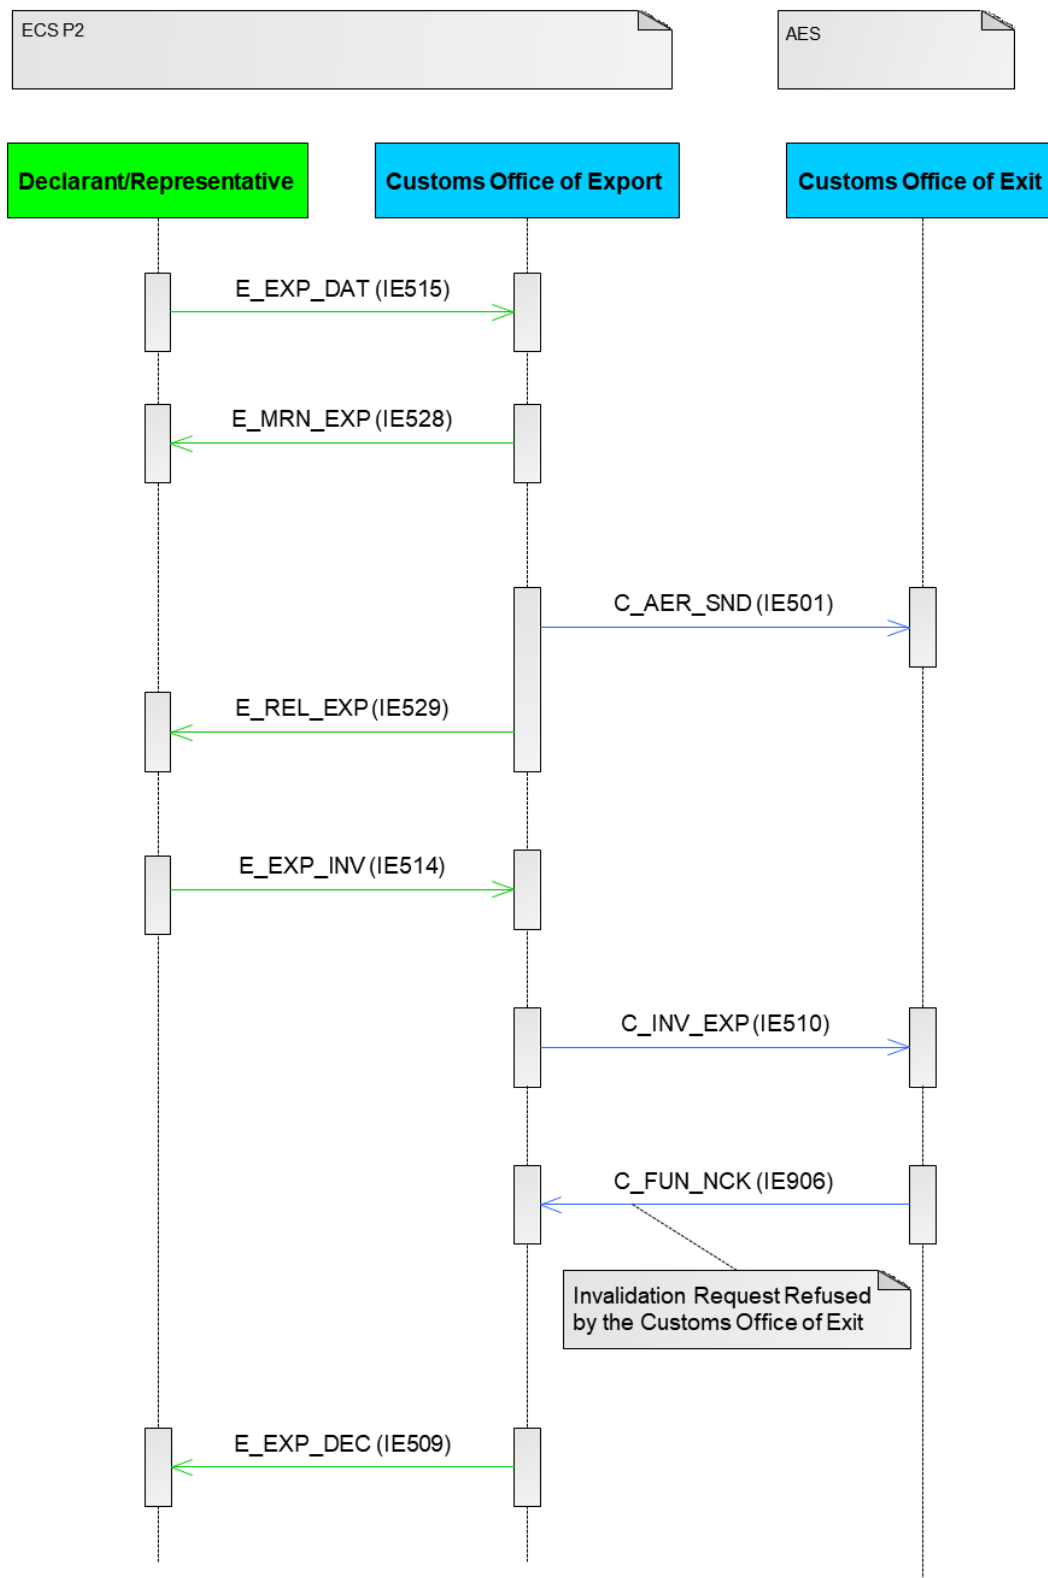 ECS P2
AES
Declarant/Representative
Customs Office of Export
Customs Office of Exit
E_EXP_DAT (IE515)
E_MRN_EXP (IE528)
C_AER_SND (IE501)
E_REL_EXP (IE529)
E_EXP_INV (IE514)
C_INV_EXP (IE510)
C_FUN_NCK (IE906)
Invalidation Request Refused
by the Customs Office of Exit
E_EXP_DEC (IE509)